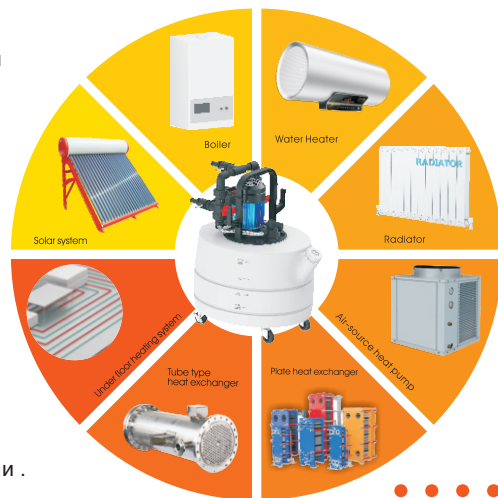 Boiler
Water Heater
Solar system
RADIATOR
Radiator
Under floor heating system
Air-source heat pump
Tube type
heat exchanger
Plate heat exchanger
и .